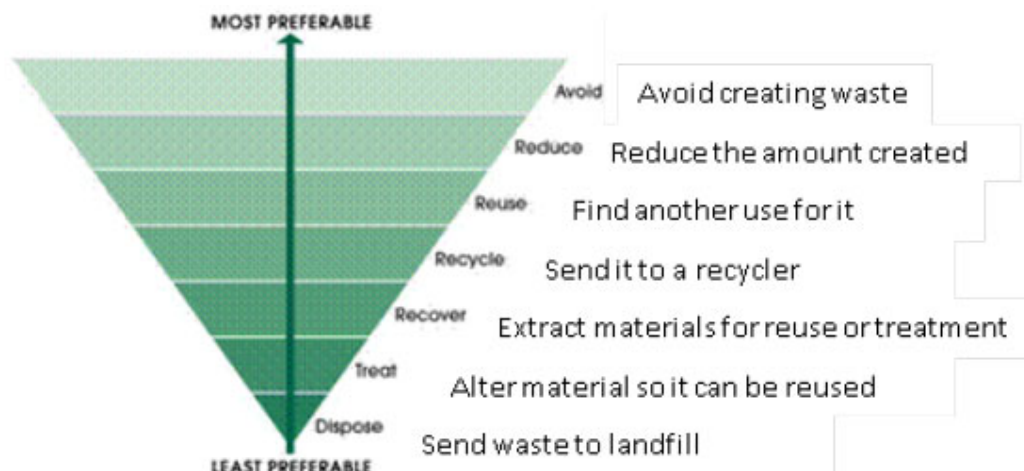 MOST PREFERABLE
Avoid Avoid creating waste
Reduce Reduce the amount created
Reuse Find another use for it
Recycle Send it to a recycler
Recover Extract materials for reuse or treatment
Treat Alter material so it can be reused
Dispose Send waste to landfill
LEAST PREFERABLE